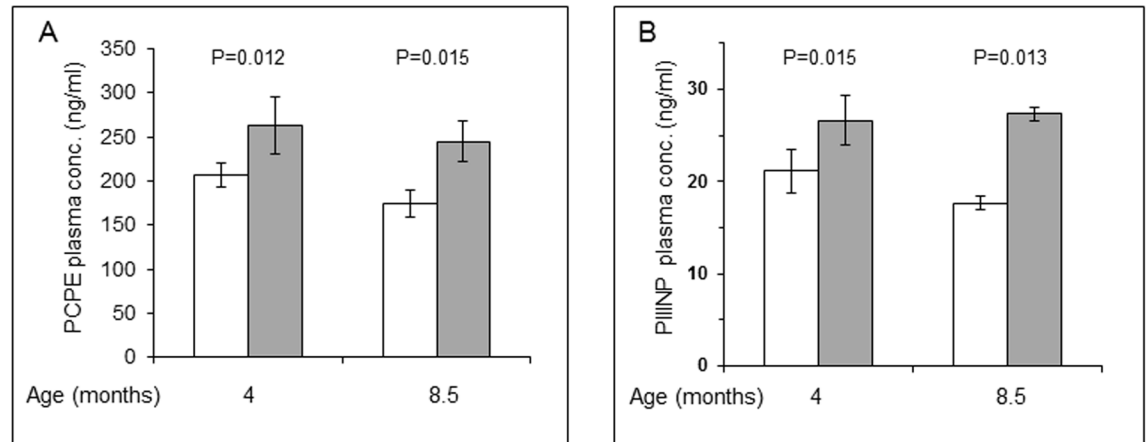 A
PCPE plasma conc. (ng/ml)
350
300
250
200
150
100
50
0
P=0.012
P=0.015
Age (months)
4
8.5
B
PIIINP plasma conc. (ng/ml)
30
20
10
0
P=0.015
P=0.013
Age (months)
4
8.5